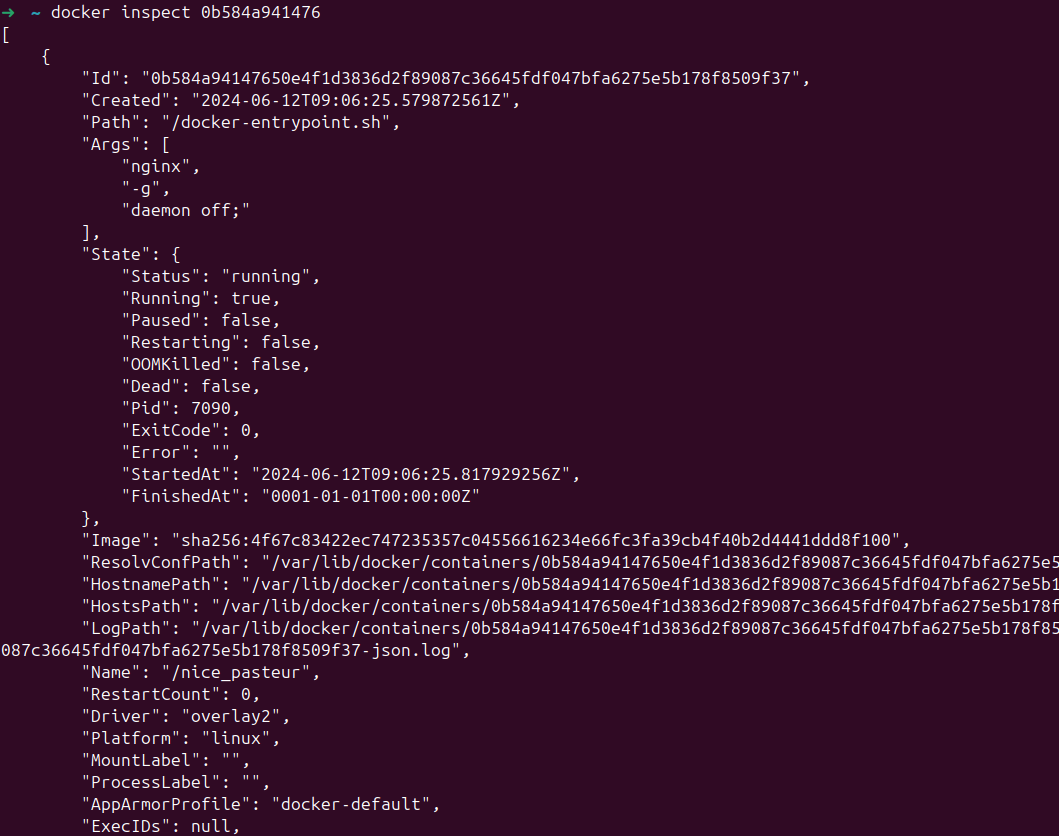 ➜  ~ docker inspect 0b584a941476
[
    {
        "Id": "0b584a94147650e4f1d3836d2f89087c36645fdf047bfa6275e5b178f8509f37",
        "Created": "2024-06-12T09:06:25.579872561Z",
        "Path": "/docker-entrypoint.sh",
        "Args": [
            "nginx",
            "-g",
            "daemon off;"
        ],
        "State": {
            "Status": "running",
            "Running": true,
            "Paused": false,
            "Restarting": false,
            "OOMKilled": false,
            "Dead": false,
            "Pid": 7090,
            "ExitCode": 0,
            "Error": "",
            "StartedAt": "2024-06-12T09:06:25.817929256Z",
            "FinishedAt": "0001-01-01T00:00:00Z"
        },
        "Image": "sha256:4f67c83422ec747235357c04556616234e66fc3fa39cb4f40b2d4441ddd8f100",
        "ResolvConfPath": "/var/lib/docker/containers/0b584a94147650e4f1d3836d2f89087c36645fdf047bfa6275e5
        "HostnamePath": "/var/lib/docker/containers/0b584a94147650e4f1d3836d2f89087c36645fdf047bfa6275e5b1
        "HostsPath": "/var/lib/docker/containers/0b584a94147650e4f1d3836d2f89087c36645fdf047bfa6275e5b178f
        "LogPath": "/var/lib/docker/containers/0b584a94147650e4f1d3836d2f89087c36645fdf047bfa6275e5b178f85
087c36645fdf047bfa6275e5b178f8509f37-json.log",
        "Name": "/nice_pasteur",
        "RestartCount": 0,
        "Driver": "overlay2",
        "Platform": "linux",
        "MountLabel": "",
        "ProcessLabel": "",
        "AppArmorProfile": "docker-default",
        "ExecIDs": null,